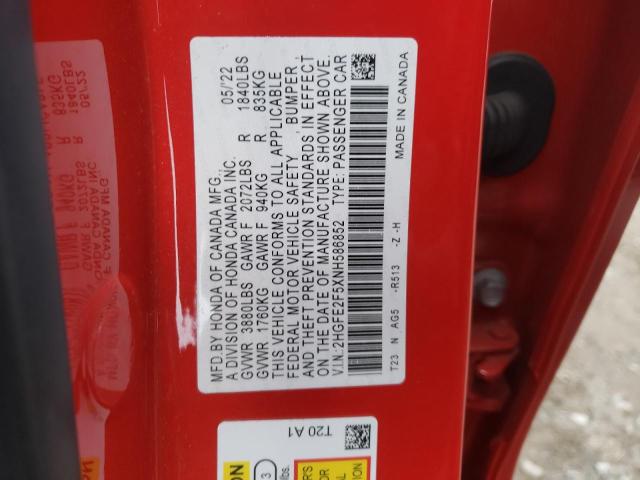 MFD.BY HONDA OF CANADA MFG., 05/'22
A DIVISION OF HONDA CANADA INC.
GVWR 3880LBS GAWR F 2072LBS R 1840LBS
GVWR 1760KG GAWR F 940KG R 835KG
THIS VEHICLE CONFORMS TO ALL APPLICABLE
FEDERAL MOTOR VEHICLE SAFETY, BUMPER,
AND THEFT PREVENTION STANDARDS IN EFFECT
ON THE DATE OF MANUFACTURE SHOWN ABOVE.
V.I.N.:2HGFE2F5XNH586852 TYPE: PASSENGER CAR
T23 N AG5 -R513 -Z -H MADE IN CANADA
T20 A1